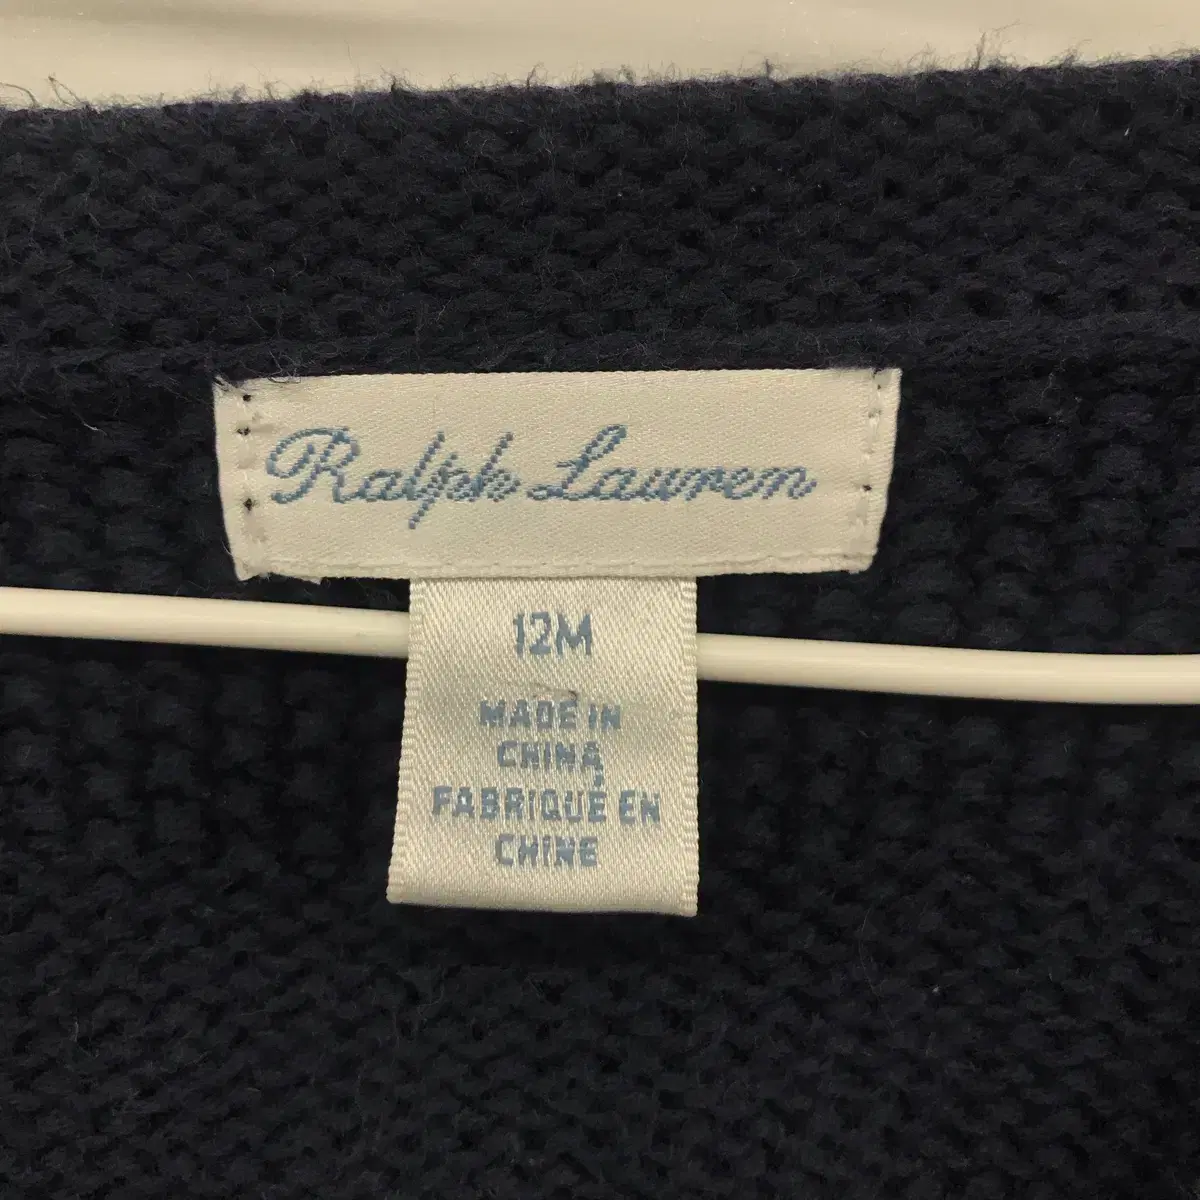 Ralph Lauren
12M
MADE IN
CHINA
FABRIQUÉ EN
CHINE